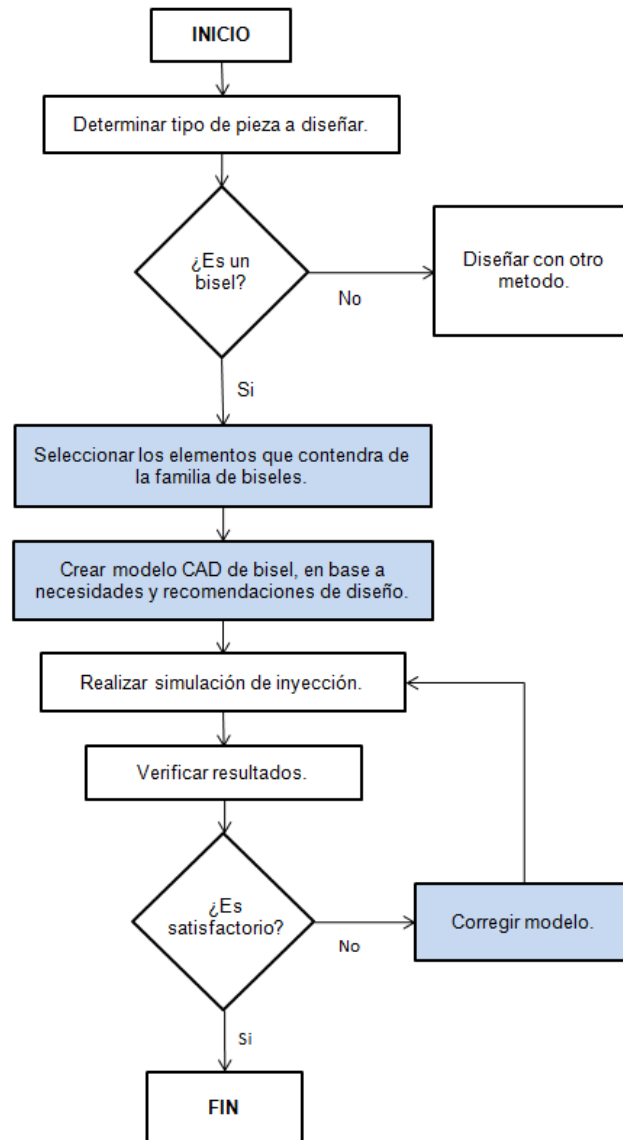 INICIO
Determinar tipo de pieza a diseñar.
¿Es un
bisel?
No
Diseñar con otro
metodo.
Si
Seleccionar los elementos que contendra de
la familia de biseles.
Crear modelo CAD de bisel, en base a
necesidades y recomendaciones de diseño.
Realizar simulación de inyección.
Verificar resultados.
¿Es
satisfactorio?
No
Corregir modelo.
Si
FIN